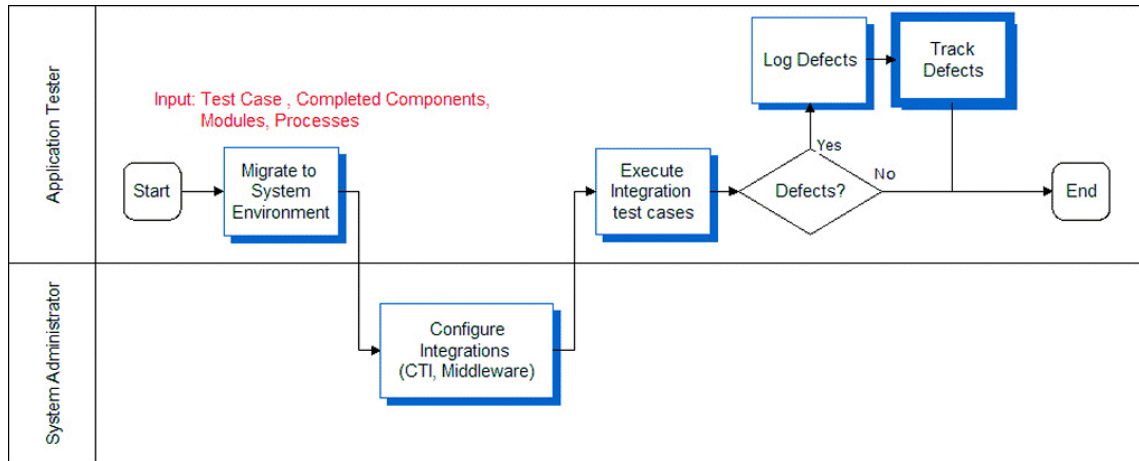 Application Tester
Input: Test Case , Completed Components,
Modules, Processes
Start
Migrate to
System
Environment
Execute
Integration
test cases
Defects?
Yes
No
Log Defects
Track
Defects
End
System Administrator
Configure
Integrations
(CTI, Middleware)